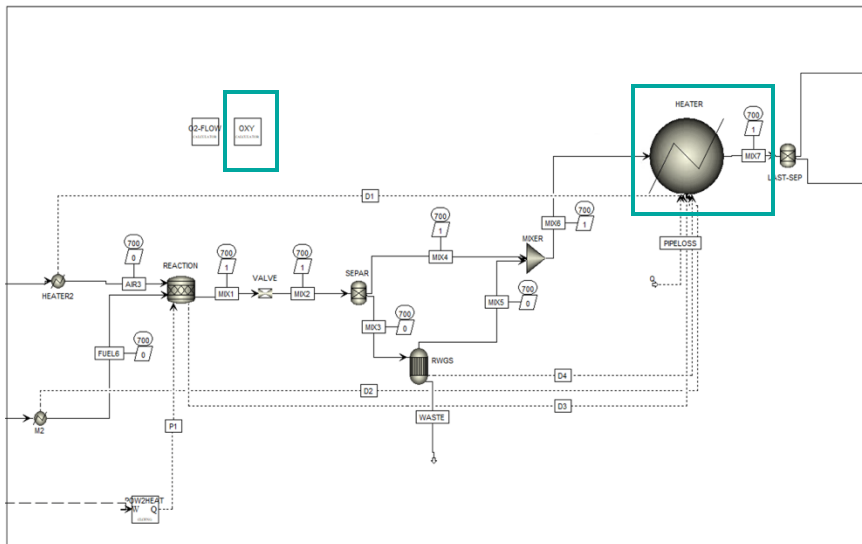 HEATER
O2-FLOW
OXY
700
1
MIX7
LAST-SEP
D1
700
1
MIX6
700
1
MIX4
MIXER
PIPELOSS
700
0
AIR3
REACTION
700
1
MIX1
VALVE
700
1
MIX2
SEPAR
HEATER2
700
0
MIX5
700
0
MIX3
700
0
FUEL6
RWGS
D4
D2
D3
M2
P1
WASTE
POW2HEAT
W Q